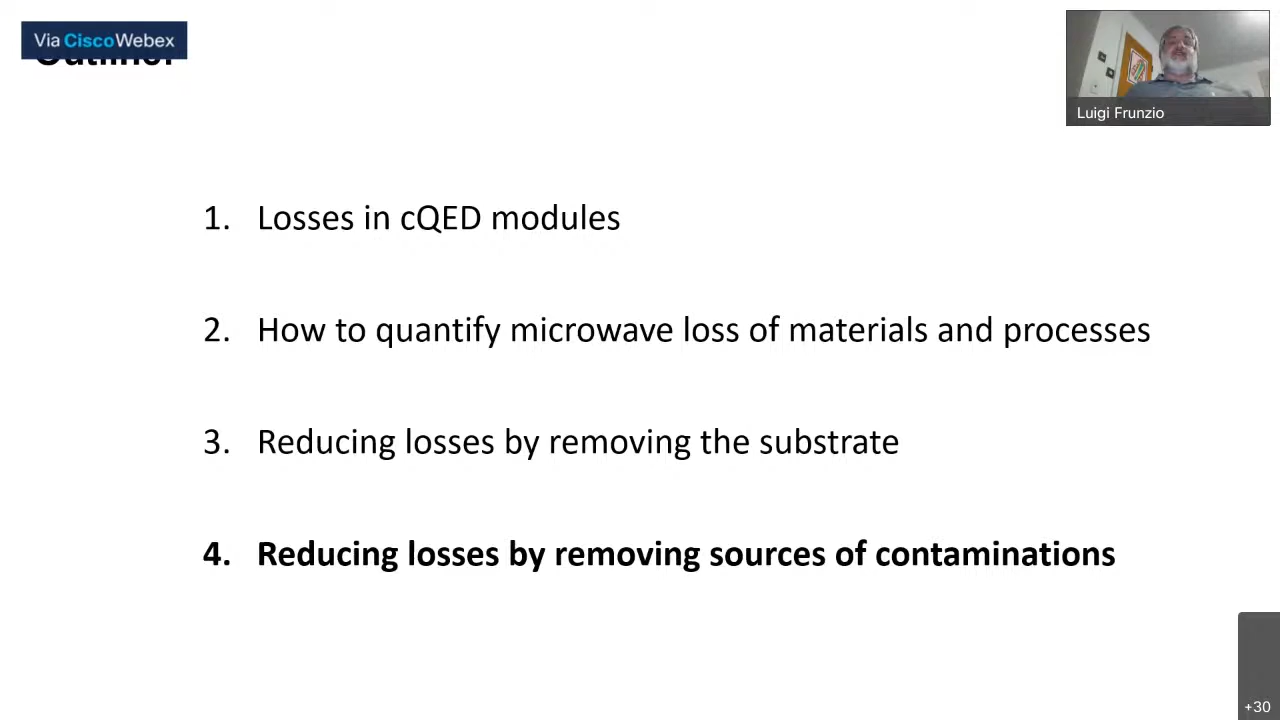 Via CiscoWebex
Luigi Frunzio
1. Losses in cQED modules
2. How to quantify microwave loss of materials and processes
3. Reducing losses by removing the substrate
4. Reducing losses by removing sources of contaminations
+30